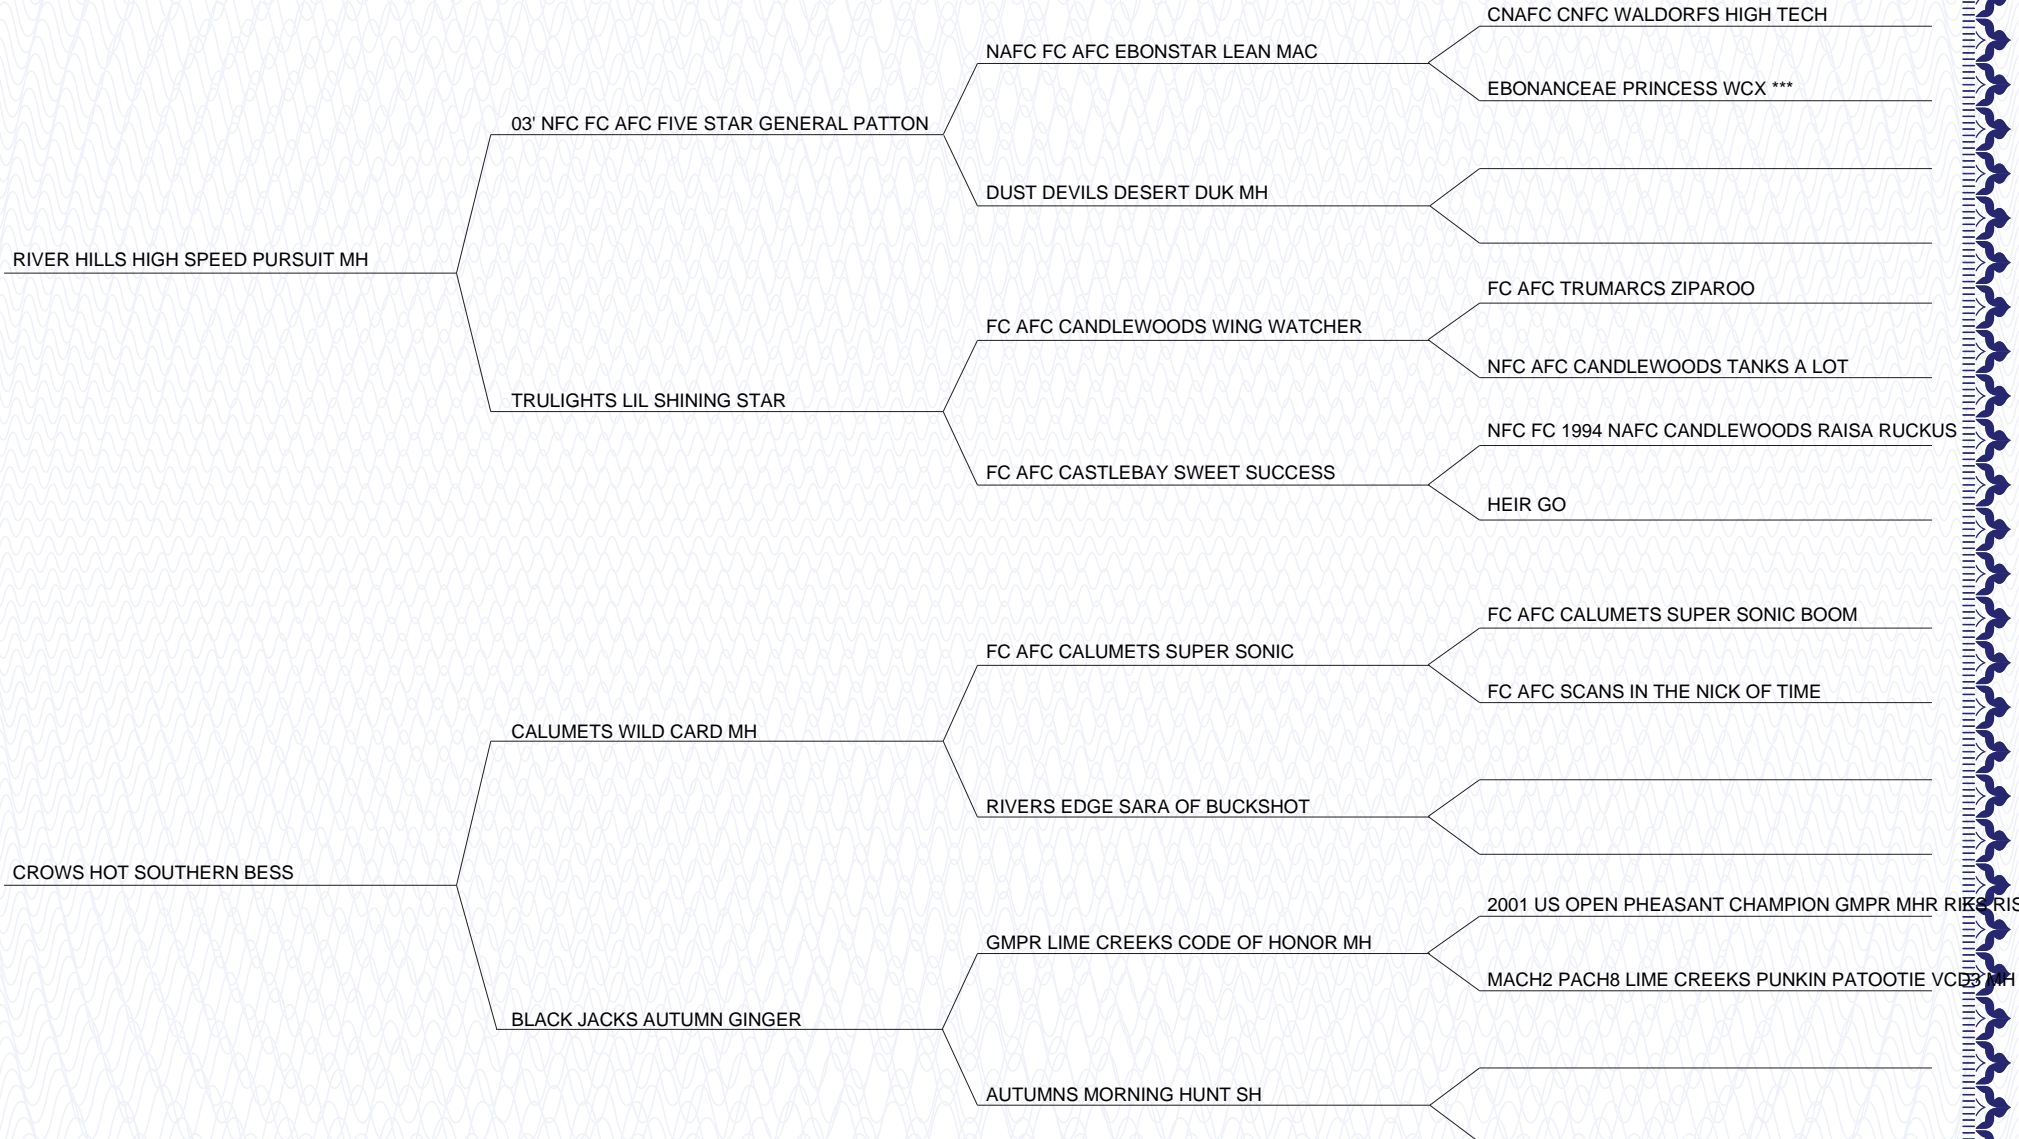 CNAFC CNFC WALDORFS HIGH TECH
NAFC FC AFC EBONSTAR LEAN MAC
EBONANCEAE PRINCESS WCX ***
03' NFC FC AFC FIVE STAR GENERAL PATTON
DUST DEVILS DESERT DUK MH
RIVER HILLS HIGH SPEED PURSUIT MH
FC AFC TRUMARCS ZIPAROO
FC AFC CANDLEWOODS WING WATCHER
NFC AFC CANDLEWOODS TANKS A LOT
TRULIGHTS LIL SHINING STAR
NFC FC 1994 NAFC CANDLEWOODS RAISA RUCKUS
FC AFC CASTLEBAY SWEET SUCCESS
HEIR GO
FC AFC CALUMETS SUPER SONIC BOOM
FC AFC CALUMETS SUPER SONIC
FC AFC SCANS IN THE NICK OF TIME
CALUMETS WILD CARD MH
RIVERS EDGE SARA OF BUCKSHOT
CROWS HOT SOUTHERN BESS
2001 US OPEN PHEASANT CHAMPION GMPR MHR RIKS RIS
GMPR LIME CREEKS CODE OF HONOR MH
MACH2 PACH8 LIME CREEKS PUNKIN PATOOTIE VCD3 MH
BLACK JACKS AUTUMN GINGER
AUTUMNS MORNING HUNT SH